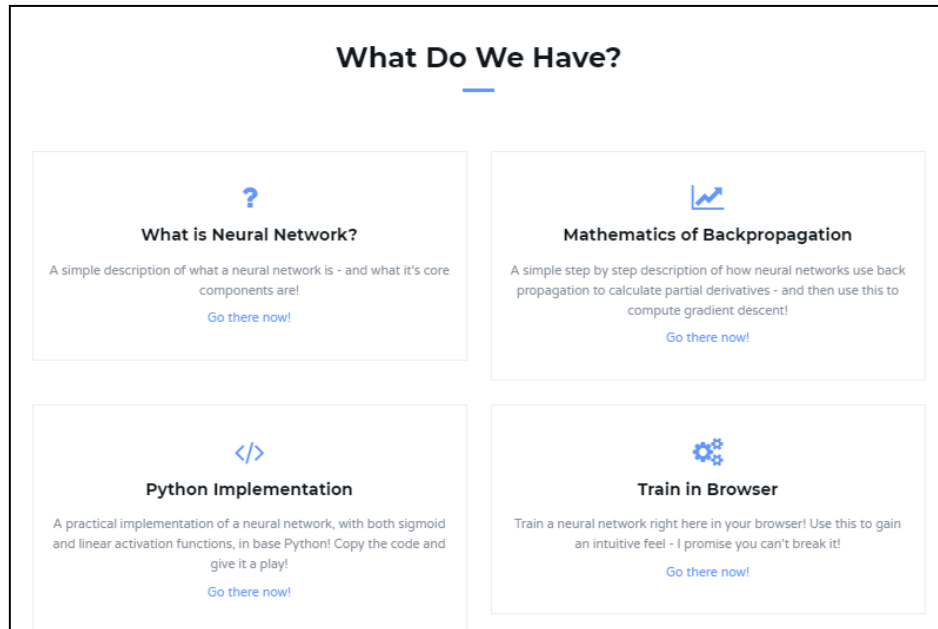 What Do We Have?
What is Neural Network?
A simple description of what a neural network is - and what it's core
components are!
Go there now!
Mathematics of Backpropagation
A simple step by step description of how neural networks use back
propagation to calculate partial derivatives - and then use this to
compute gradient descent!
Go there now!
Python Implementation
A practical implementation of a neural network, with both sigmoid
and linear activation functions, in base Python! Copy the code and
give it a play!
Go there now!
Train in Browser
Train a neural network right here in your browser! Use this to gain
an intuitive feel - I promise you can't break it!
Go there now!